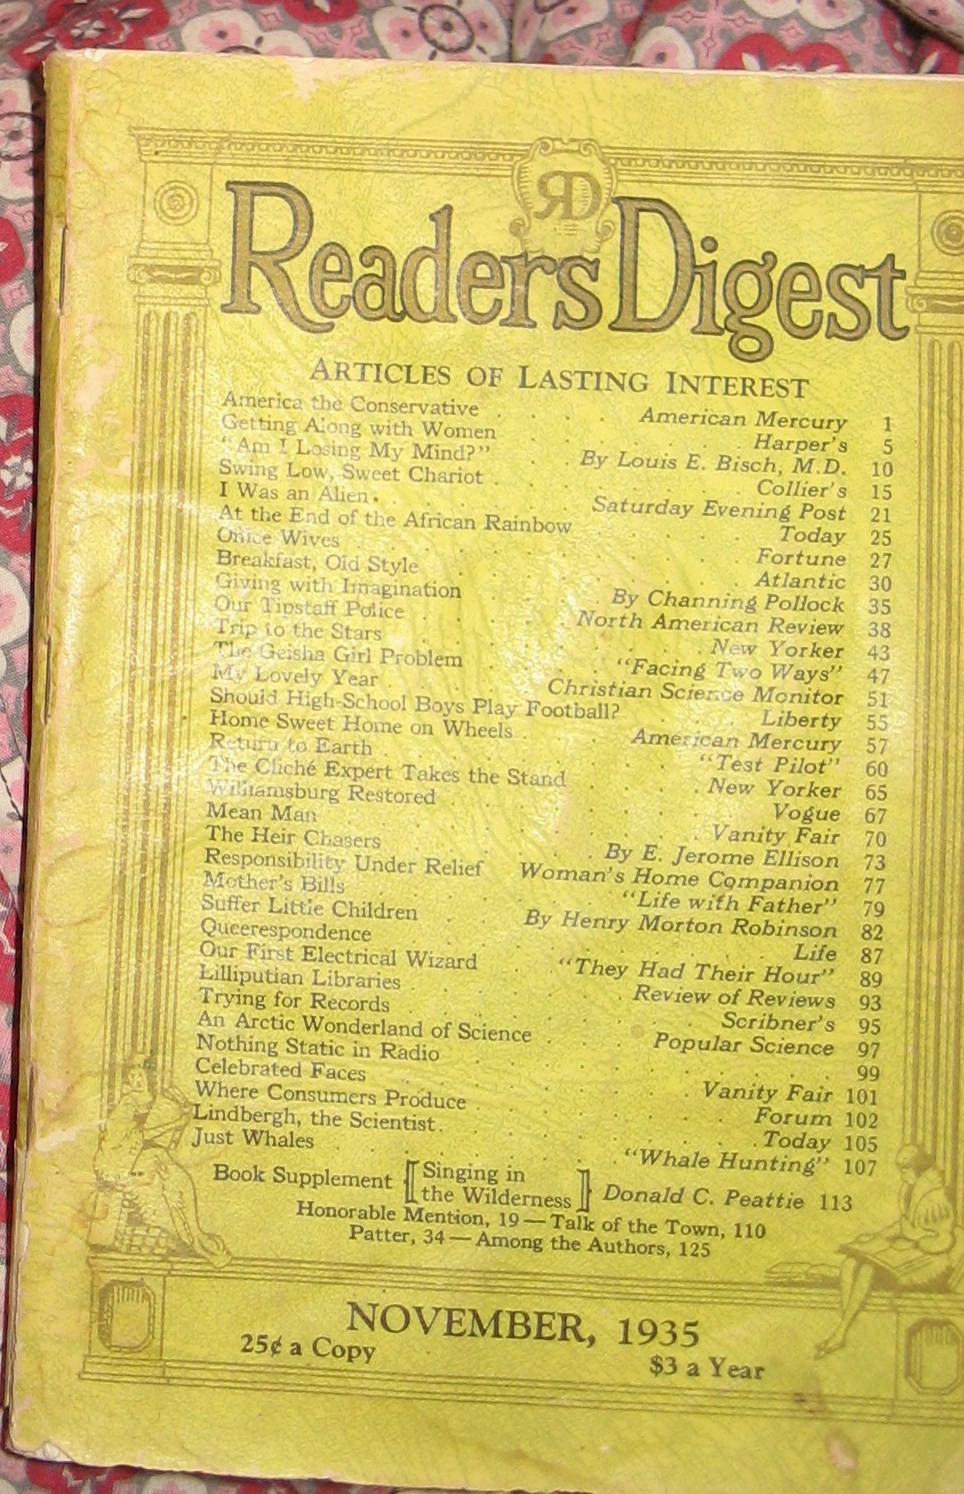 RD
Readers Digest
ARTICLES OF LASTING INTEREST
America the Conservative . . . . American Mercury 1
Getting Along with Women . . . . Harper's 5
"Am I Losing My Mind?" . . By Louis E. Bisch, M.D. 10
Swing Low, Sweet Chariot . . . . Collier's 15
I Was an Alien . . . . Saturday Evening Post 21
At the End of the African Rainbow . . . . Today 25
Office Wives . . . . Fortune 27
Breakfast, Old Style . . . . Atlantic 30
Giving with Imagination . . . . By Channing Pollock 35
Our Tipstaff Police . . . . North American Review 38
Trip to the Stars . . . . New Yorker 43
The Geisha Girl Problem . . . . "Facing Two Ways" 47
My Lovely Year . . . . Christian Science Monitor 51
Should High-School Boys Play Football? . . . Liberty 55
Home Sweet Home on Wheels . . . American Mercury 57
Return to Earth . . . . "Test Pilot" 60
The Cliché Expert Takes the Stand . . . New Yorker 65
Williamsburg Restored . . . . Vogue 67
Mean Man . . . . Vanity Fair 70
The Heir Chasers . . . . By E. Jerome Ellison 73
Responsibility Under Relief Woman's Home Companion 77
Mother's Bills . . . . "Life with Father" 79
Suffer Little Children . . By Henry Morton Robinson 82
Queerespondence . . . . Life 87
Our First Electrical Wizard . . "They Had Their Hour" 89
Lilliputian Libraries . . . . Review of Reviews 93
Trying for Records . . . . Scribner's 95
An Arctic Wonderland of Science . . Popular Science 97
Nothing Static in Radio . . . . 99
Celebrated Faces . . . . Vanity Fair 101
Where Consumers Produce . . . . Forum 102
Lindbergh, the Scientist . . . . Today 105
Just Whales . . . . "Whale Hunting" 107
Book Supplement [Singing in
the Wilderness] Donald C. Peattie 113
Honorable Mention, 19 — Talk of the Town, 110
Patter, 34 — Among the Authors, 125
NOVEMBER, 1935
25¢ a Copy $3 a Year